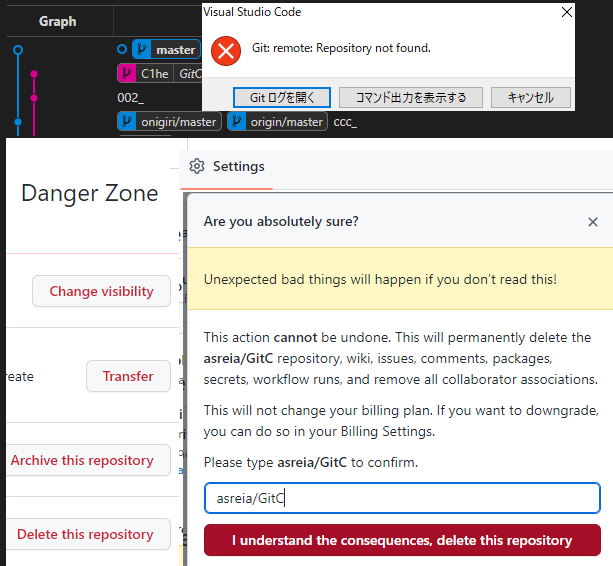 Graph
Visual Studio Code
Git: remote: Repository not found.
Git ログを開く
コマンド出力を表示する
キャンセル
master
C1he
GitC
002_
onigiri/master
origin/master
ccc_
Danger Zone
Change visibility
Transfer
Archive this repository
Delete this repository
Settings
Are you absolutely sure?
Unexpected bad things will happen if you don't read this!
This action cannot be undone. This will permanently delete the
asreia/GitC repository, wiki, issues, comments, packages,
secrets, workflow runs, and remove all collaborator associations.
This will not change your billing plan. If you want to downgrade,
you can do so in your Billing Settings.
Please type asreia/GitC to confirm.
asreia/GitC
I understand the consequences, delete this repository